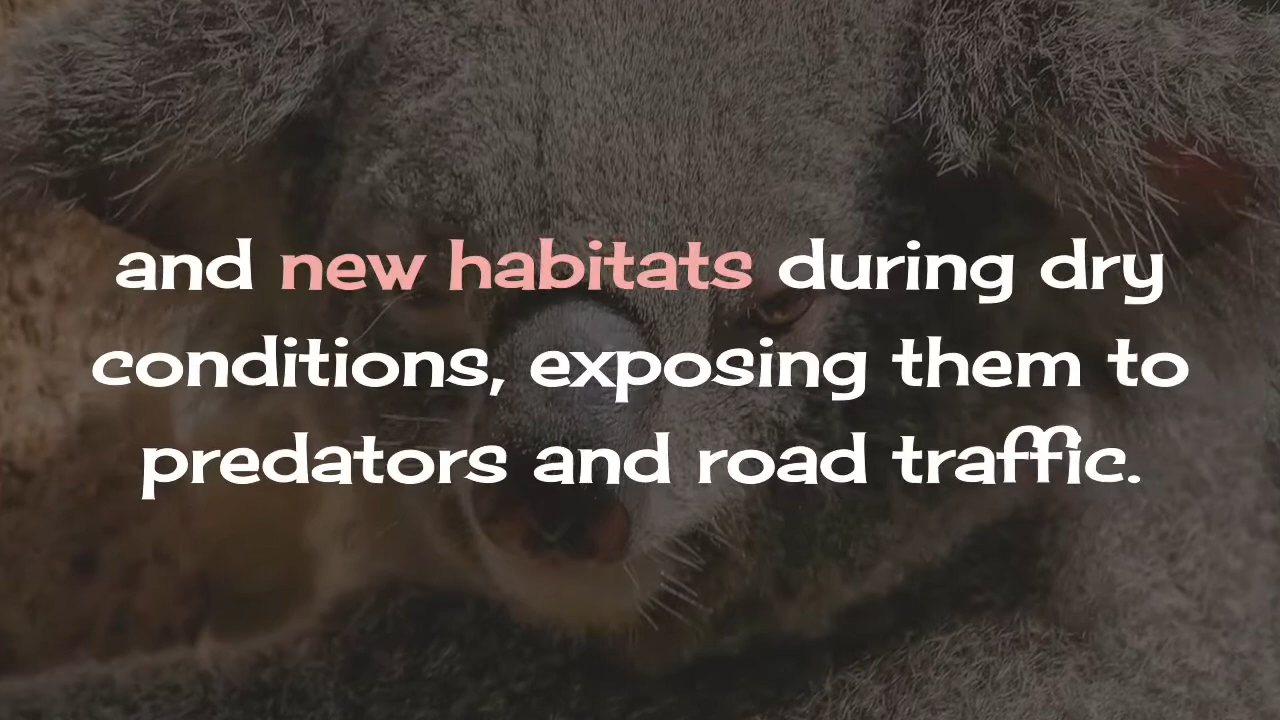 and new habitats during dry
conditions, exposing them to
predators and road traffic.